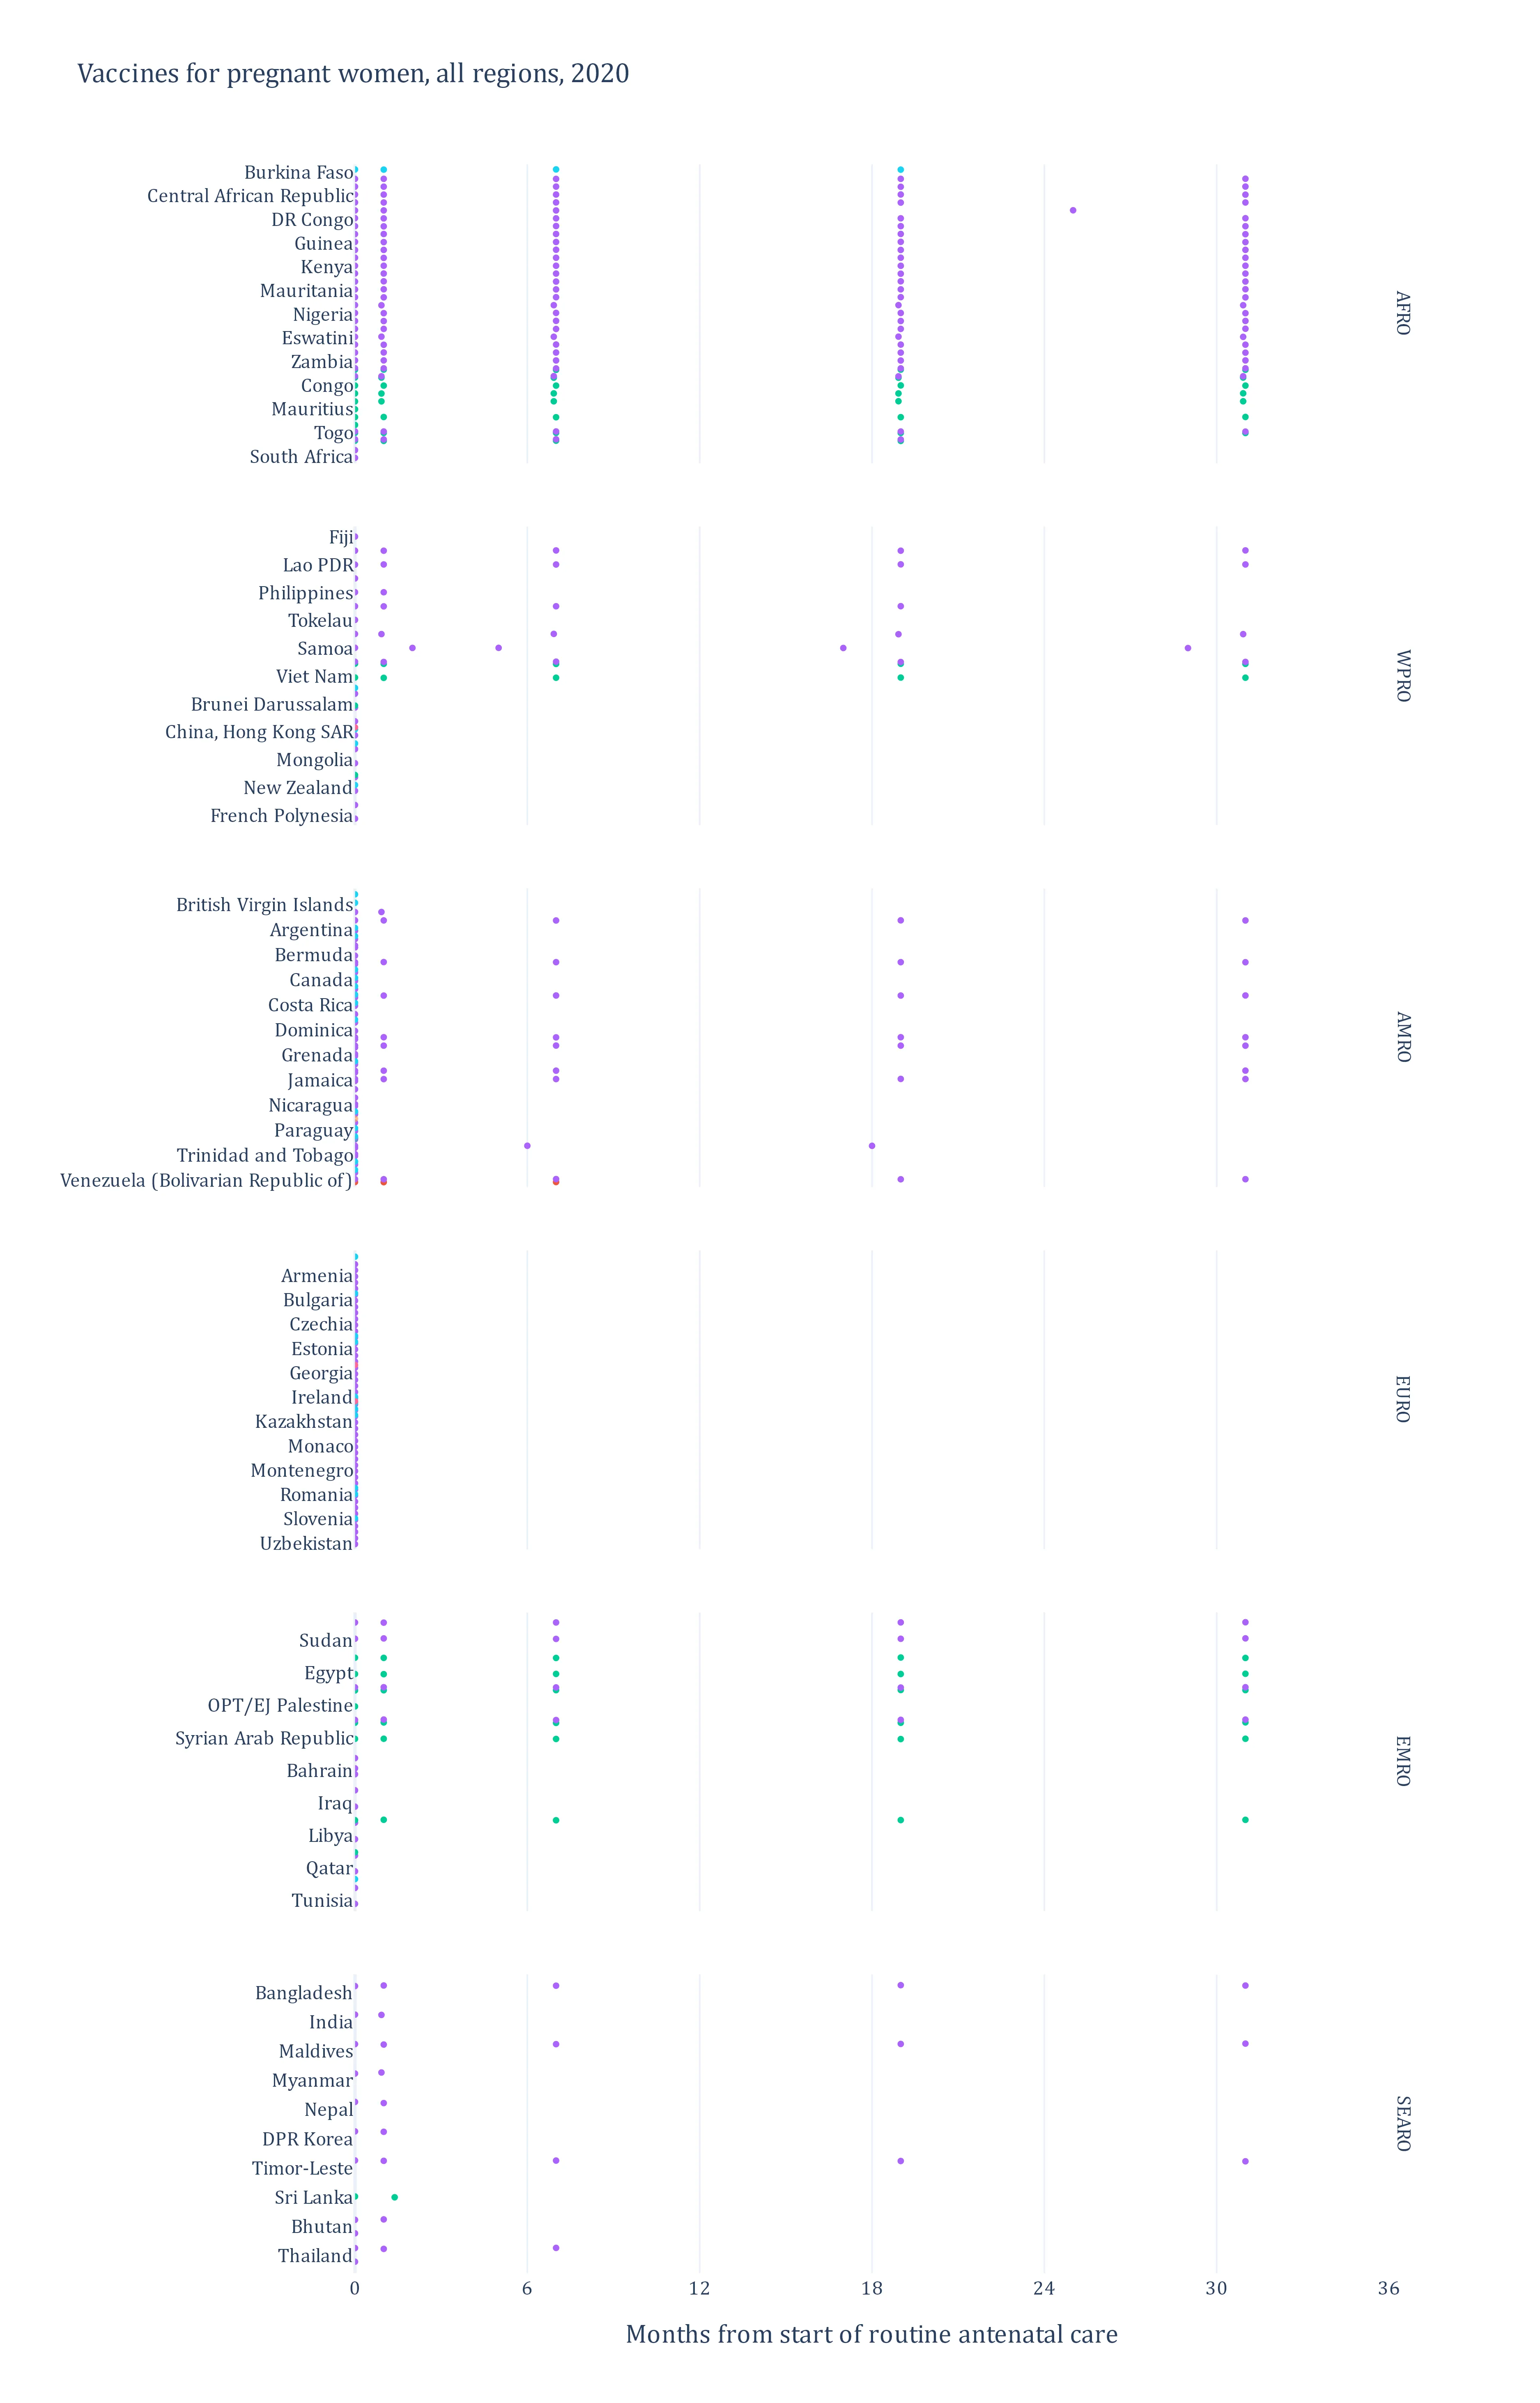 Vaccines for pregnant women, all regions, 2020
Burkina Faso
Central African Republic
DR Congo
Guinea
Kenya
Mauritania
Nigeria
Eswatini
Zambia
Congo
Mauritius
Togo
South Africa
AFRO
Fiji
Lao PDR
Philippines
Tokelau
Samoa
Viet Nam
Brunei Darussalam
China, Hong Kong SAR
Mongolia
New Zealand
French Polynesia
WPRO
British Virgin Islands
Argentina
Bermuda
Canada
Costa Rica
Dominica
Grenada
Jamaica
Nicaragua
Paraguay
Trinidad and Tobago
Venezuela (Bolivarian Republic of)
AMRO
Armenia
Bulgaria
Czechia
Estonia
Georgia
Ireland
Kazakhstan
Monaco
Montenegro
Romania
Slovenia
Uzbekistan
EURO
Sudan
Egypt
OPT/EJ Palestine
Syrian Arab Republic
Bahrain
Iraq
Libya
Qatar
Tunisia
EMRO
Bangladesh
India
Maldives
Myanmar
Nepal
DPR Korea
Timor-Leste
Sri Lanka
Bhutan
Thailand
SEARO
0 6 12 18 24 30 36
Months from start of routine antenatal care